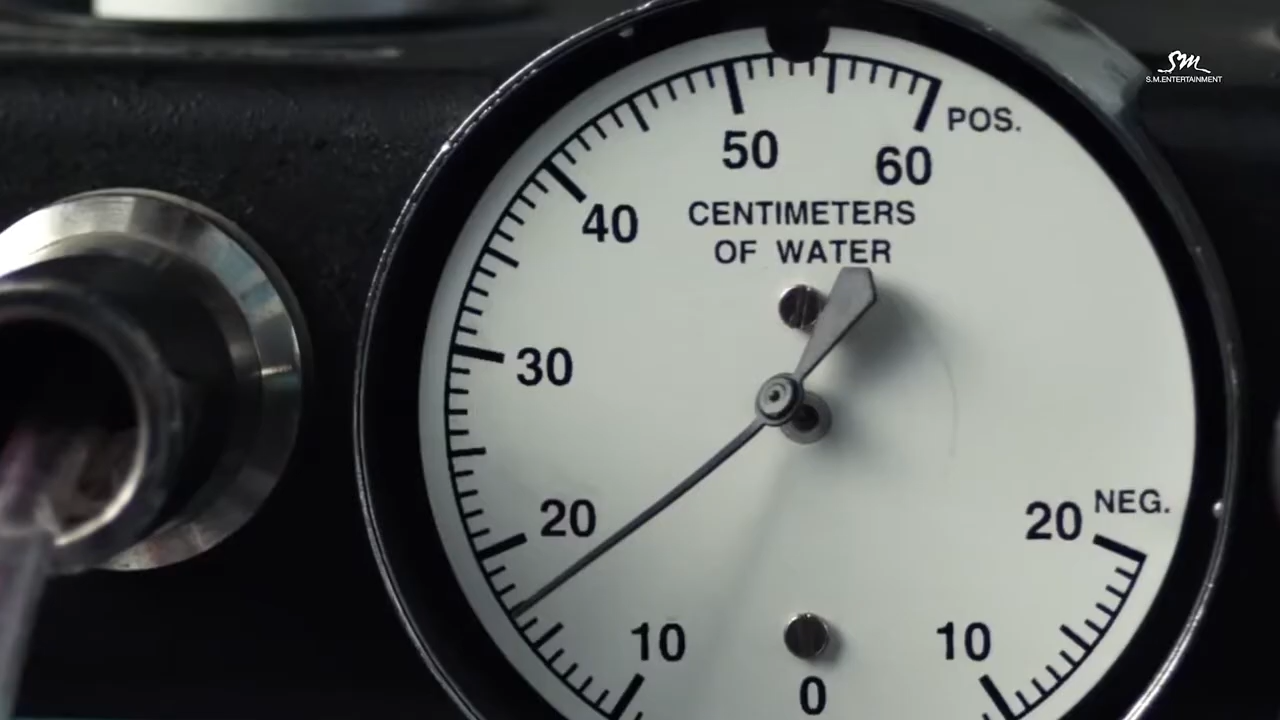 SM
S.M.ENTERTAINMENT
POS.
50
60
40
CENTIMETERS
OF WATER
30
20
20 NEG.
10
10
0